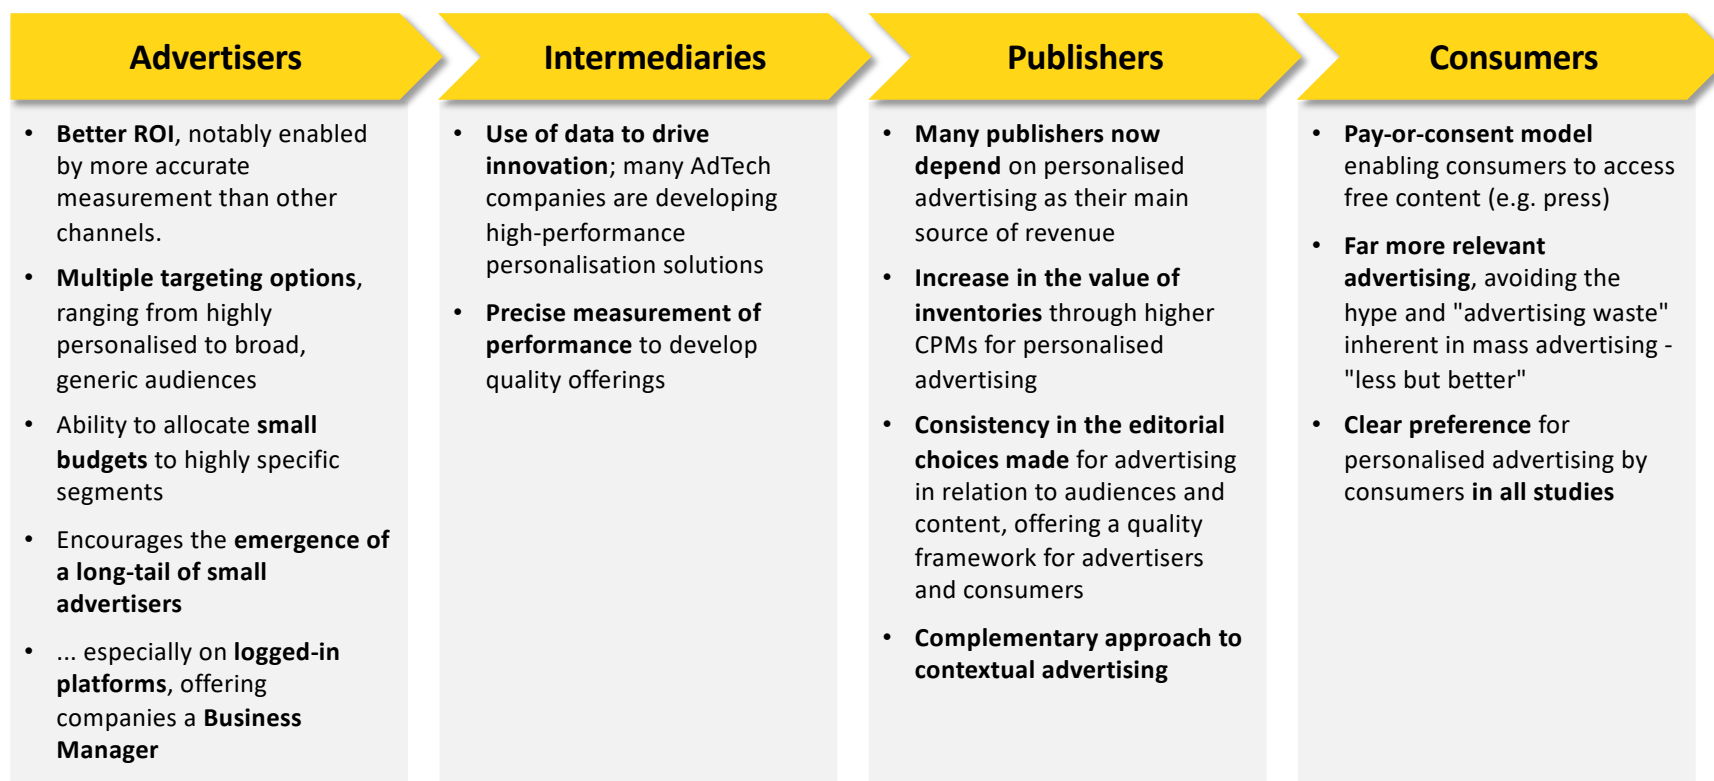 Advertisers
Intermediaries
Publishers
Consumers
• Better ROI, notably enabled
by more accurate
measurement than other
channels.
• Multiple targeting options,
ranging from highly
personalised to broad,
generic audiences
• Ability to allocate small
budgets to highly specific
segments
• Encourages the emergence of
a long-tail of small
advertisers
• ... especially on logged-in
platforms, offering
companies a Business
Manager
• Use of data to drive
innovation; many AdTech
companies are developing
high-performance
personalisation solutions
• Precise measurement of
performance to develop
quality offerings
• Many publishers now
depend on personalised
advertising as their main
source of revenue
• Increase in the value of
inventories through higher
CPMs for personalised
advertising
• Consistency in the editorial
choices made for advertising
in relation to audiences and
content, offering a quality
framework for advertisers
and consumers
• Complementary approach to
contextual advertising
• Pay-or-consent model
enabling consumers to access
free content (e.g. press)
• Far more relevant
advertising, avoiding the
hype and "advertising waste"
inherent in mass advertising -
"less but better"
• Clear preference for
personalised advertising by
consumers in all studies